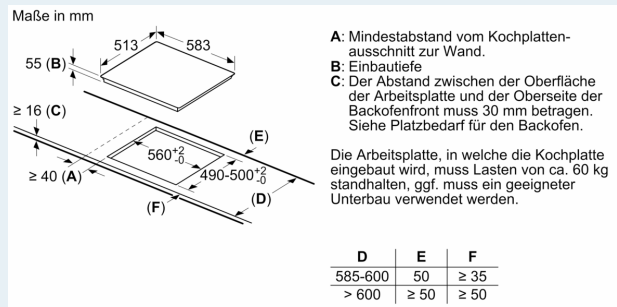 Maße in mm
513
583
55 (B)
≥ 16 (C)
(E)
560+2-0
490-500+2-0
≥ 40 (A)
(D)
(F)
A: Mindestabstand vom Kochplatten-
ausschnitt zur Wand.
B: Einbautiefe
C: Der Abstand zwischen der Oberfläche
der Arbeitsplatte und der Oberseite der
Backofenfront muss 30 mm betragen.
Siehe Platzbedarf für den Backofen.
Die Arbeitsplatte, in welche die Kochplatte
eingebaut wird, muss Lasten von ca. 60 kg
standhalten, ggf. muss ein geeigneter
Unterbau verwendet werden.
D E F
585-600 50 ≥ 35
> 600 ≥ 50 ≥ 50